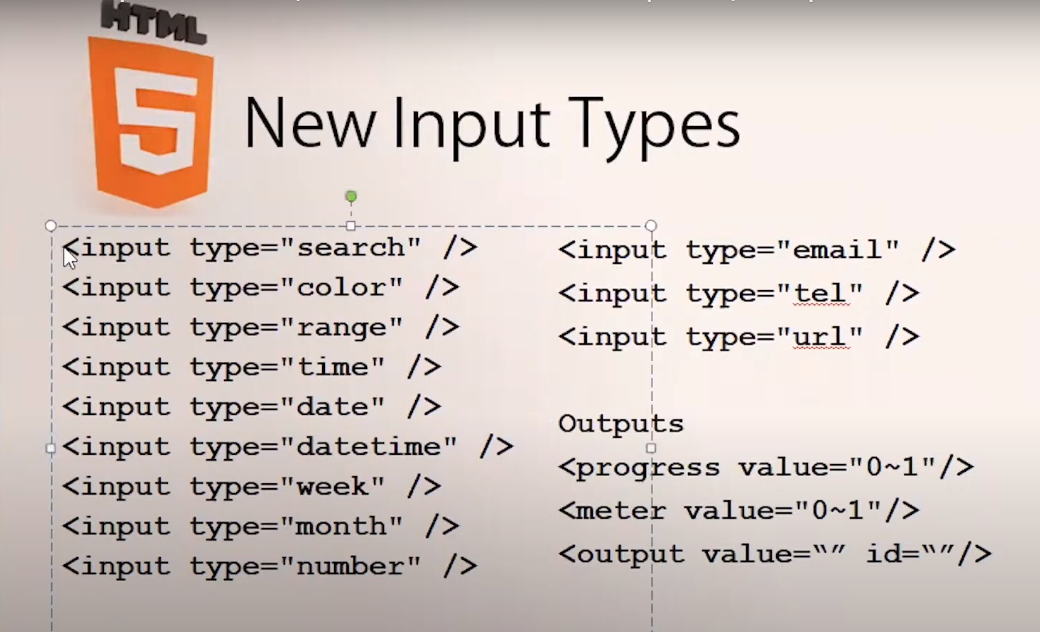 HTML
5
New Input Types
<input type="search" />
<input type="color" />
<input type="range" />
<input type="time" />
<input type="date" />
<input type="datetime" />
<input type="week" />
<input type="month" />
<input type="number" />
<input type="email" />
<input type="tel" />
<input type="url" />
Outputs
<progress value="0~1"/>
<meter value="0~1"/>
<output value=“” id=“”/>